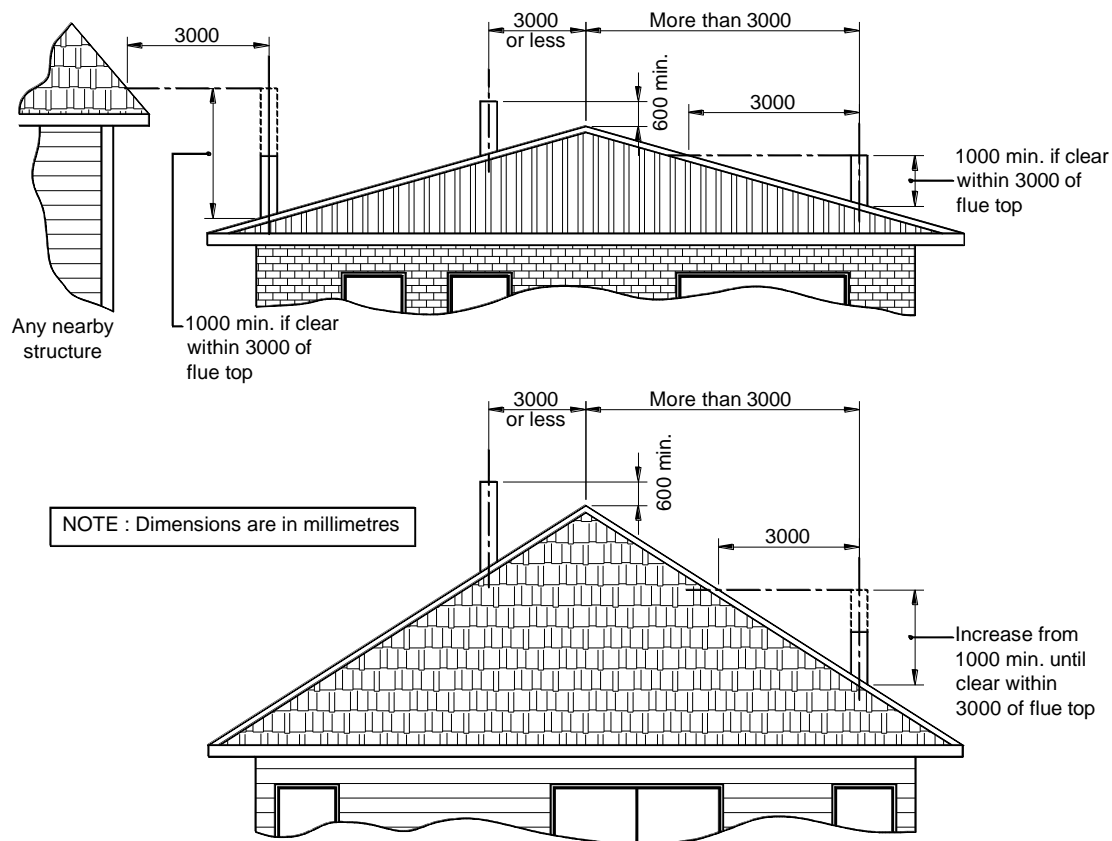 3000
3000
or less
More than 3000
600 min.
3000
1000 min. if clear
within 3000 of
flue top
Any nearby
structure
1000 min. if clear
within 3000 of
flue top
3000
or less
More than 3000
600 min.
NOTE : Dimensions are in millimetres
3000
Increase from
1000 min. until
clear within
3000 of flue top